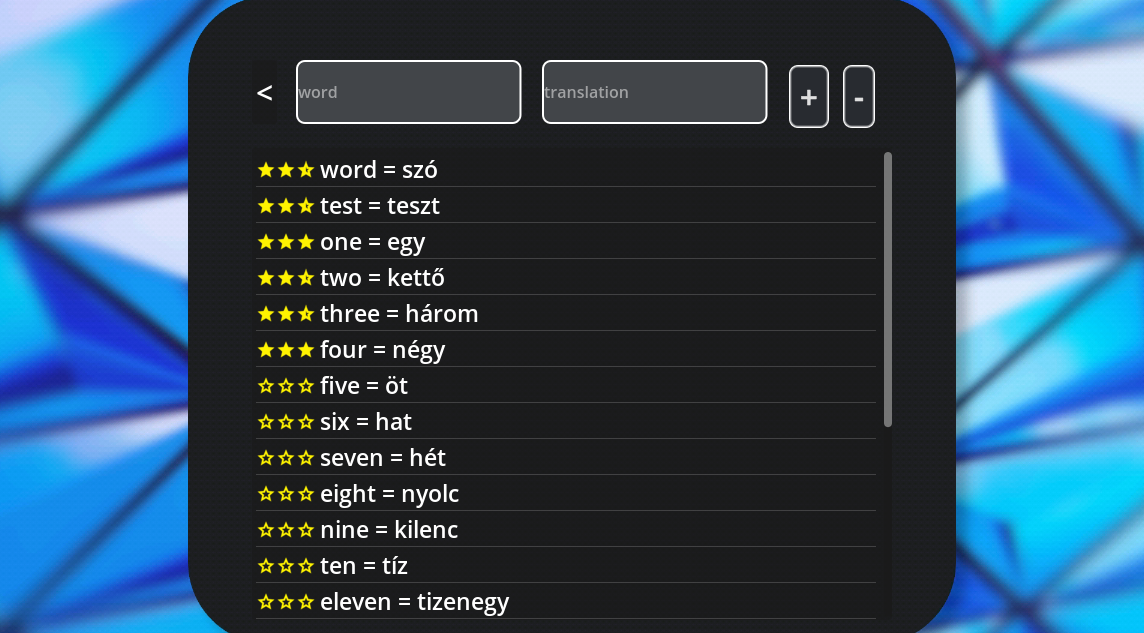 < word translation + -
★★⯪ word = szó
★★⯪ test = teszt
★★★ one = egy
★★⯪ two = kettő
★★⯪ three = három
★★★ four = négy
☆☆☆ five = öt
☆☆☆ six = hat
☆☆☆ seven = hét
☆☆☆ eight = nyolc
☆☆☆ nine = kilenc
☆☆☆ ten = tíz
☆☆☆ eleven = tizenegy